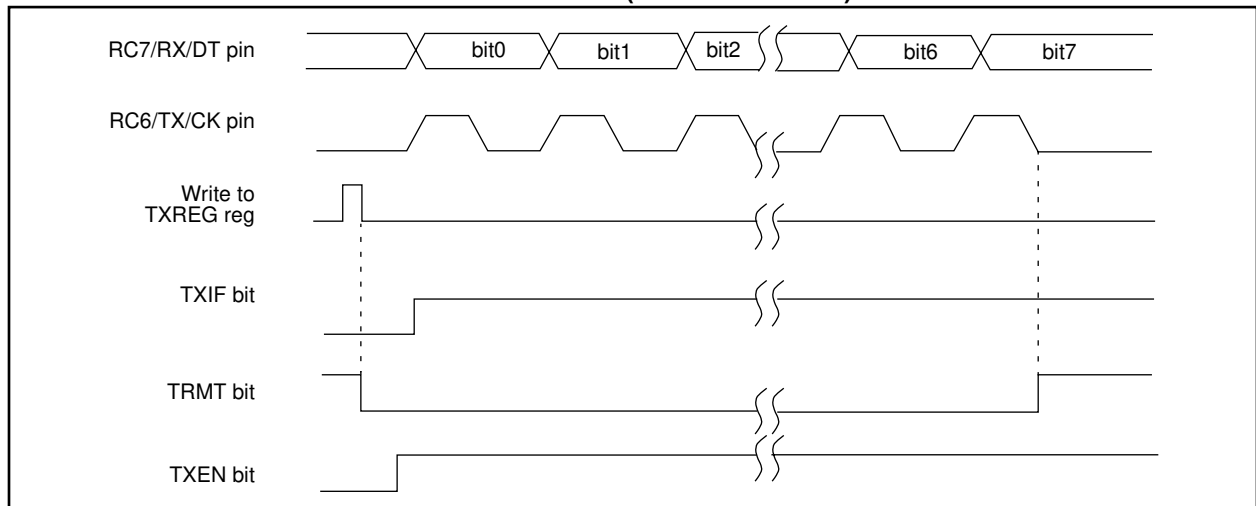 RC7/RX/DT pin
bit0
bit1
bit2
bit6
bit7
RC6/TX/CK pin
Write to
TXREG reg
TXIF bit
TRMT bit
TXEN bit